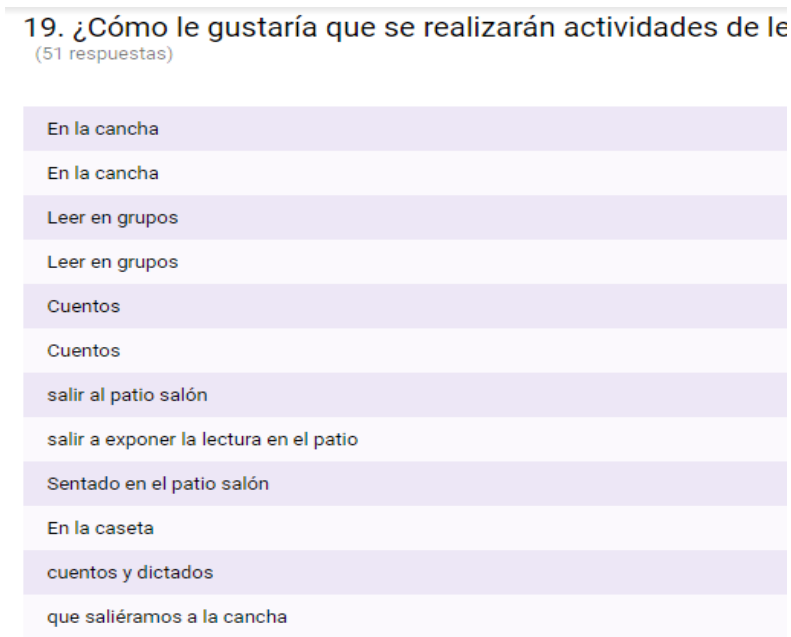 19. ¿Cómo le gustaría que se realizarán actividades de le
(51 respuestas)
En la cancha
En la cancha
Leer en grupos
Leer en grupos
Cuentos
Cuentos
salir al patio salón
salir a exponer la lectura en el patio
Sentado en el patio salón
En la caseta
cuentos y dictados
que saliéramos a la cancha